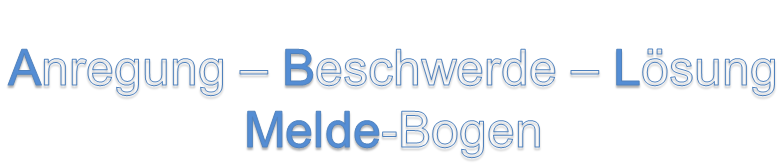 Anregung – Beschwerde – Lösung
Melde-Bogen